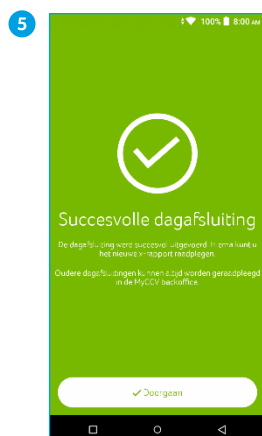 5
100% 8:00 AM
Succesvolle dagafsluiting
De dagafsluiting werd succesvol uitgevoerd. Hierna kunt u
het nieuwe x-rapport raadplegen.
Oudere dagafsluitingen kunnen altijd worden geraadpleegd
in de MyCCV backoffice.
Doorgaan